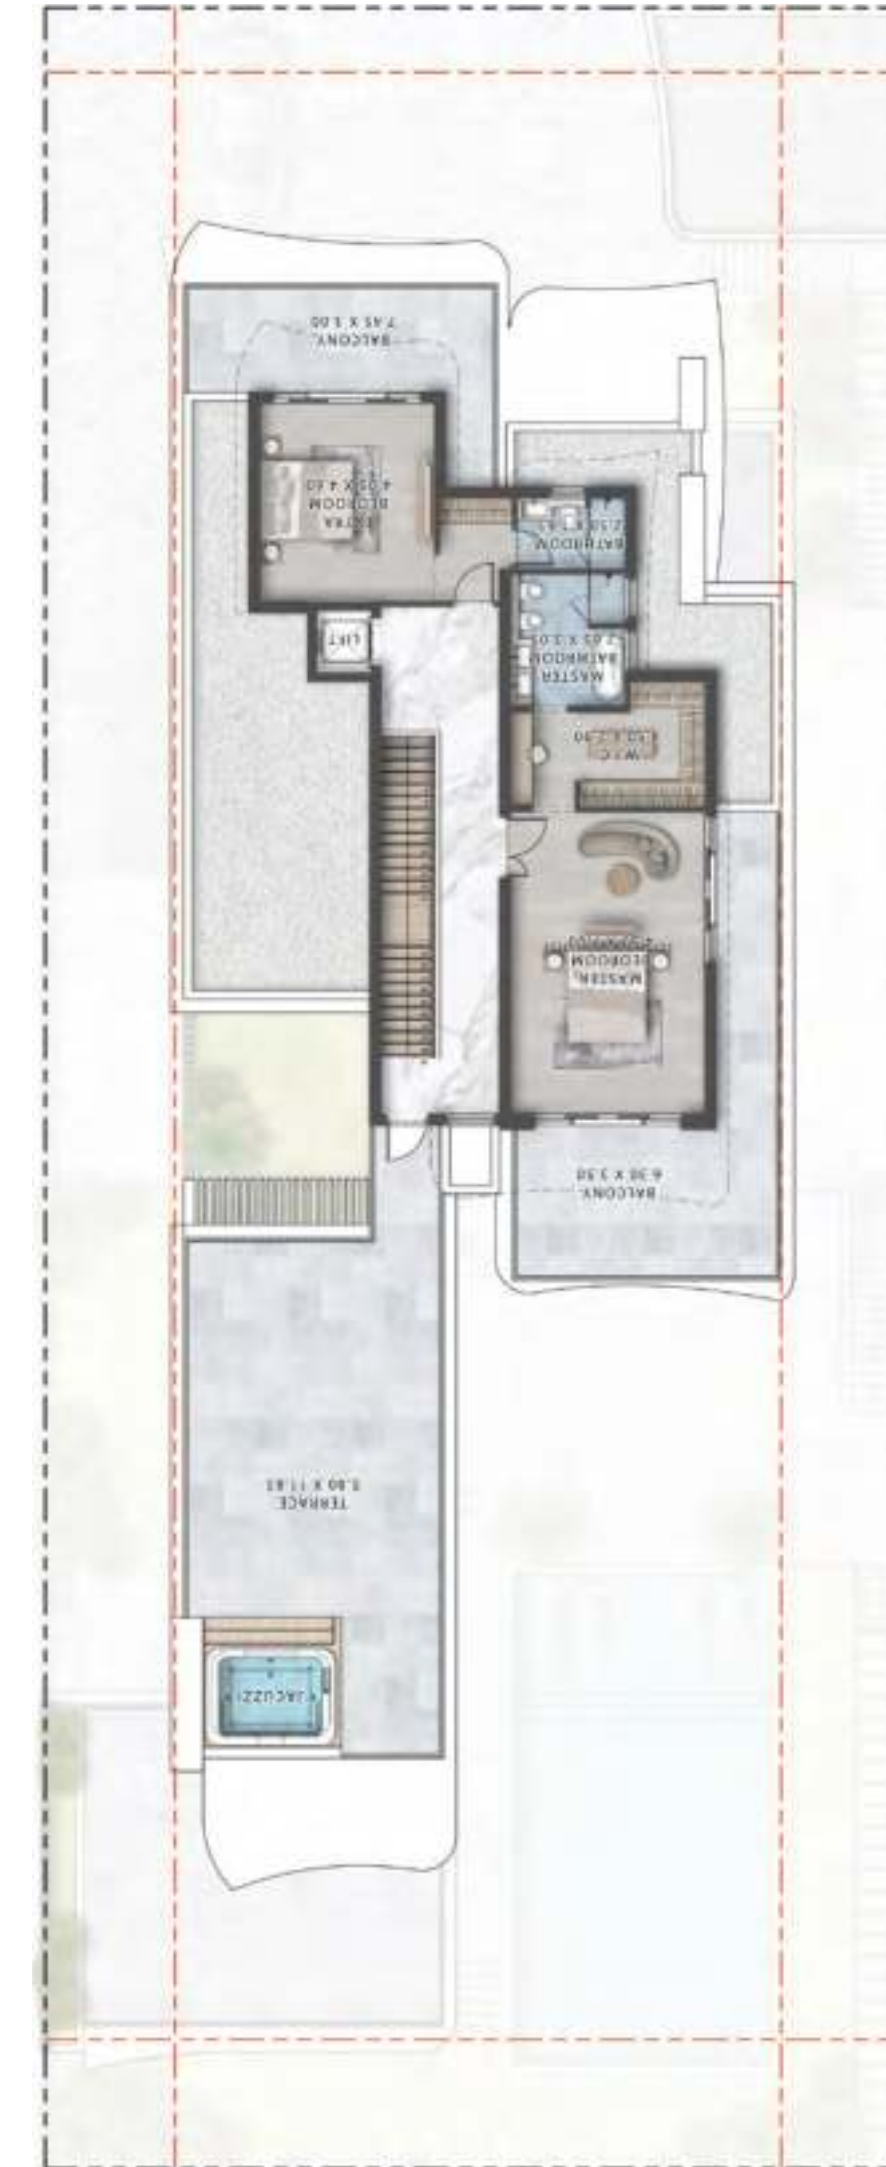 JACUZZI
TERRACE
5.80 X 11.85
BALCONY
6.30 X 3.50
MASTER
BEDROOM
W.I.C
MASTER
BATHROOM
LIFT
BATHROOM
EXTRA
BEDROOM
4.05 X 4.60
BALCONY
7.45 X 5.00